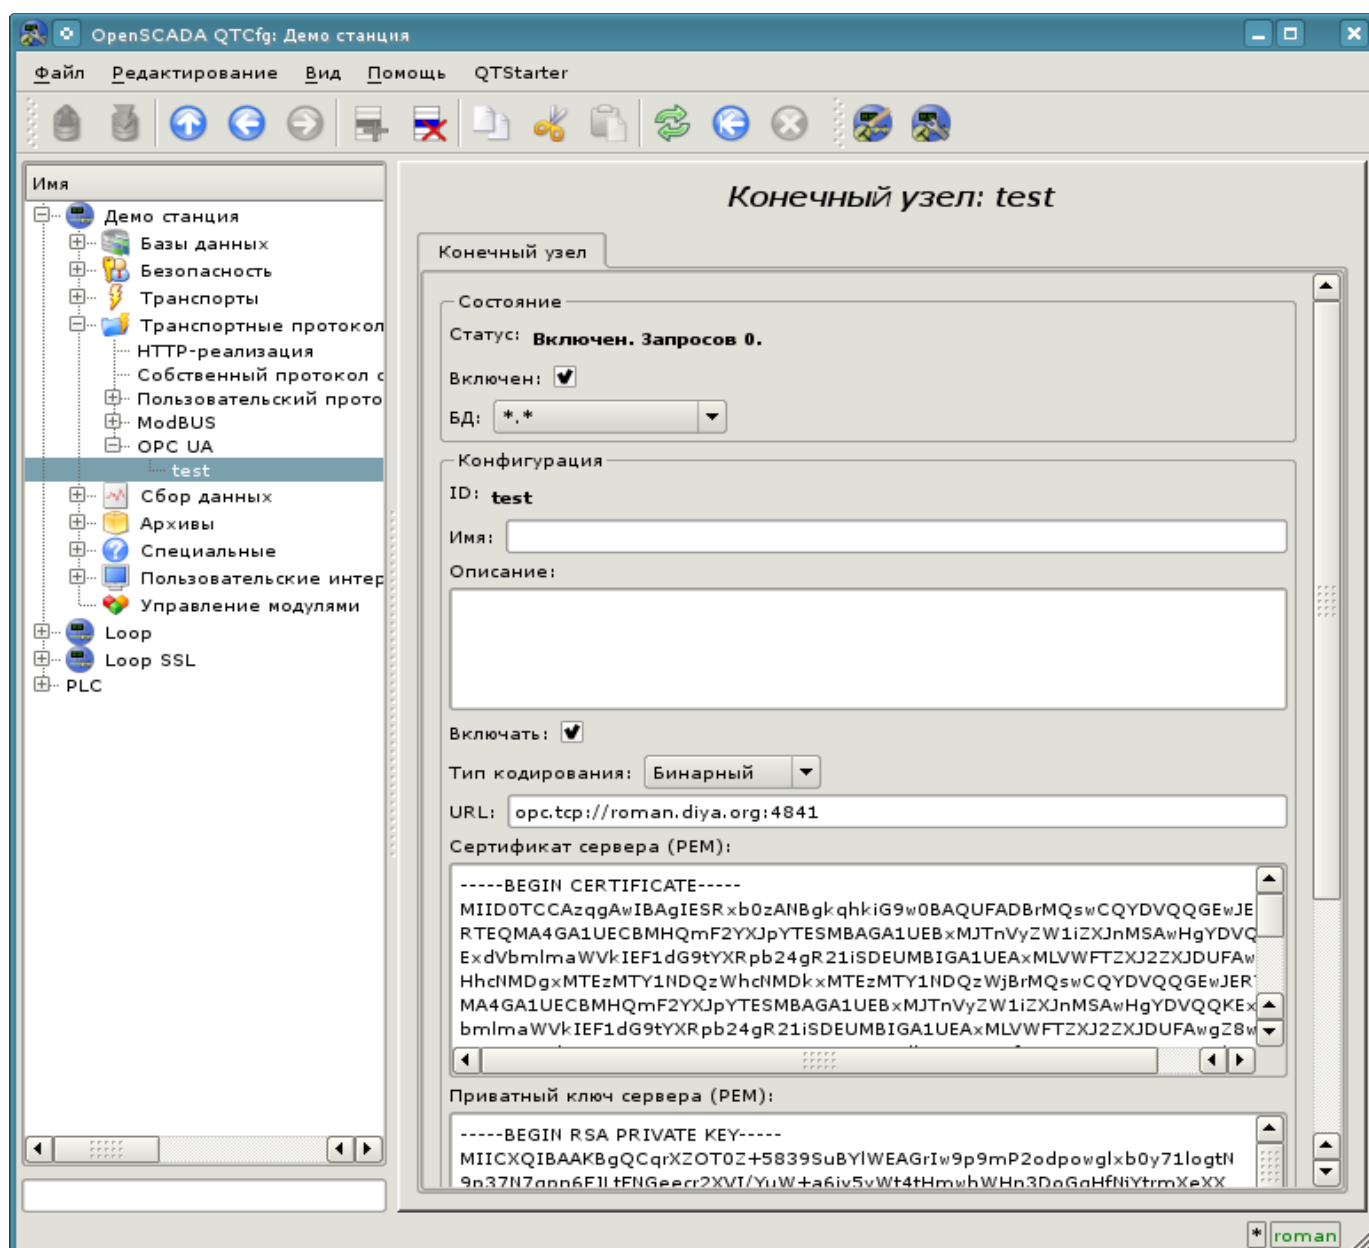 OpenSCADA QTCfg: Демо станция
Файл Редактирование Вид Помощь QTStarter
Имя
Демо станция
Базы данных
Безопасность
Транспорты
Транспортные протокол
HTTP-реализация
Собственный протокол с
Пользовательский прото
ModBUS
OPC UA
test
Сбор данных
Архивы
Специальные
Пользовательские интер
Управление модулями
Loop
Loop SSL
PLC
Конечный узел: test
Конечный узел
Состояние
Статус: Включен. Запросов 0.
Включен:
БД: *.*
Конфигурация
ID: test
Имя:
Описание:
Включать:
Тип кодирования: Бинарный
URL: opc.tcp://roman.diya.org:4841
Сертификат сервера (PEM):
-----BEGIN CERTIFICATE-----
MIID0TCCAzqgAwIBAgIESRxb0zANBgkqhkiG9w0BAQUFADBrMQswCQYDVQQGEwJE
RTEQMA4GA1UECBMHQmF2YXJpYTESMBAGA1UEBxMJTnVyZW1iZXJnMSAwHgYDVQ
ExdVbmlmaWVkIEF1dG9tYXRpb24gR21iSDEUMBIGA1UEAxMLVWFTZXJ2ZXJDUFAw
HhcNMDgxMTEzMTY1NDQzWhcNMDkxMTEzMTY1NDQzWjBrMQswCQYDVQQGEwJER
MA4GA1UECBMHQmF2YXJpYTESMBAGA1UEBxMJTnVyZW1iZXJnMSAwHgYDVQQKEx
bmlmaWVkIEF1dG9tYXRpb24gR21iSDEUMBIGA1UEAxMLVWFTZXJ2ZXJDUFAwgZ8w
Приватный ключ сервера (PEM):
-----BEGIN RSA PRIVATE KEY-----
MIICXQIBAAKBgQCqrXZOT0Z+5839SuBYlWEAGrIw9p9mP2odpowglxb0y71logtN
* roman